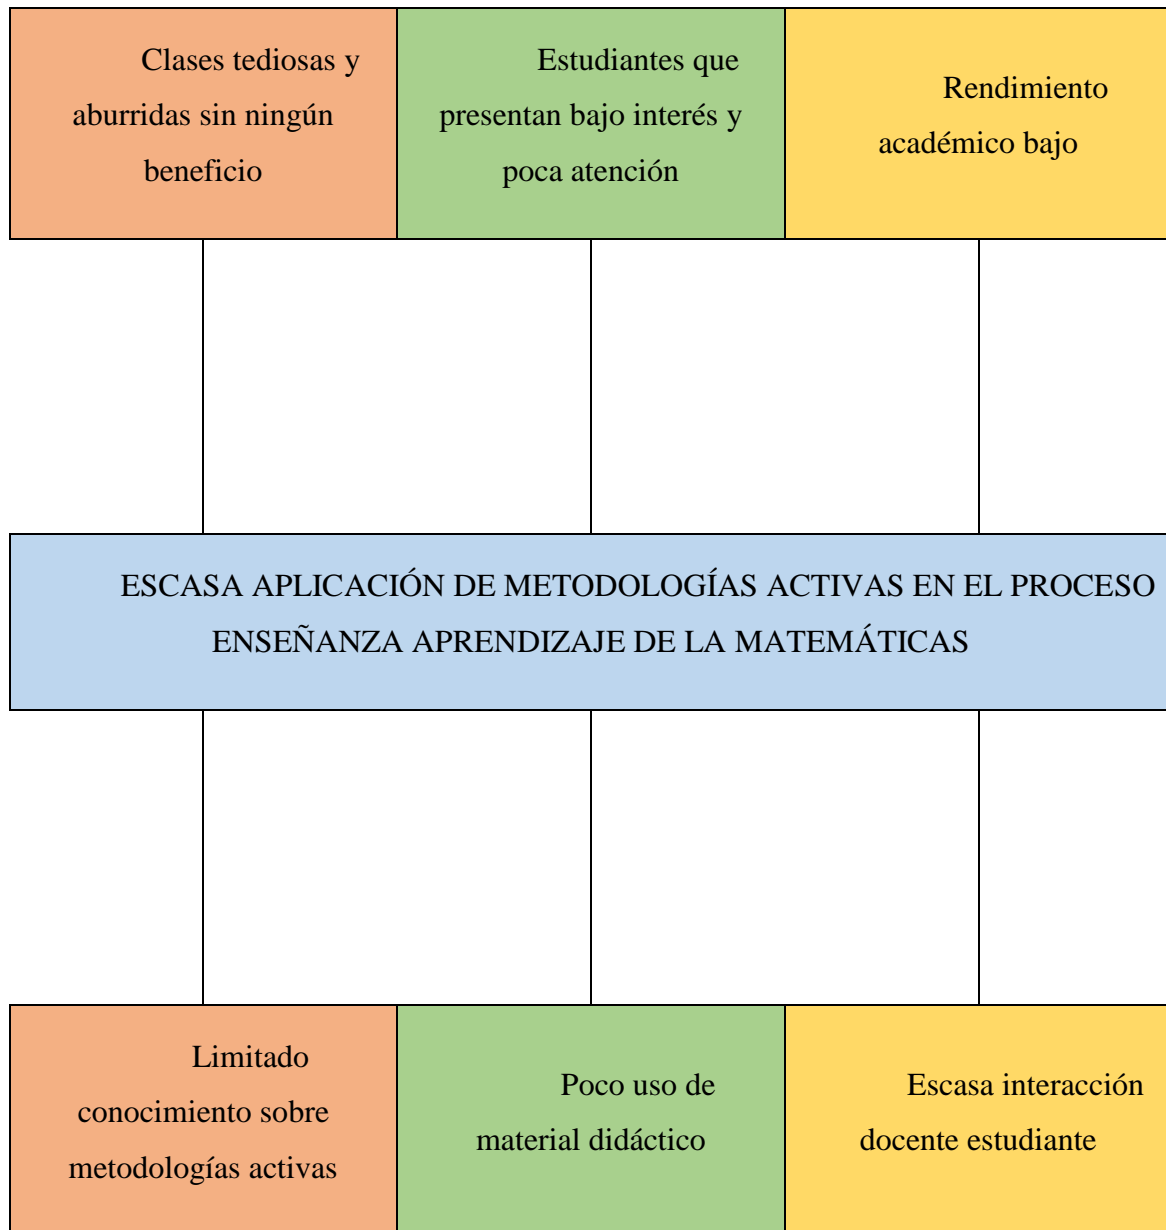 Clases tediosas y
aburridas sin ningún
beneficio
Estudiantes que
presentan bajo interés y
poca atención
Rendimiento
académico bajo
ESCASA APLICACIÓN DE METODOLOGÍAS ACTIVAS EN EL PROCESO
ENSEÑANZA APRENDIZAJE DE LA MATEMÁTICAS
Limitado
conocimiento sobre
metodologías activas
Poco uso de
material didáctico
Escasa interacción
docente estudiante